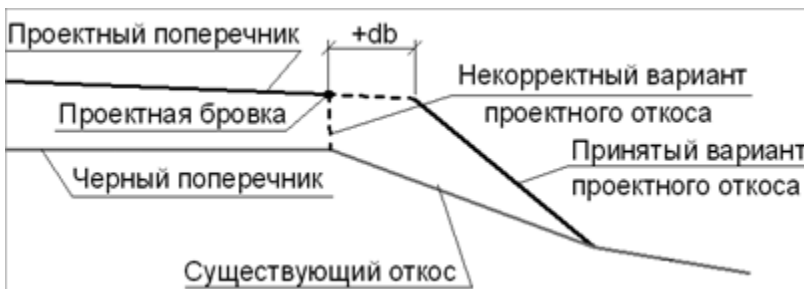 Проектный поперечник
+db
Некорректный вариант
проектного откоса
Проектная бровка
Принятый вариант
проектного откоса
Черный поперечник
Существующий откос